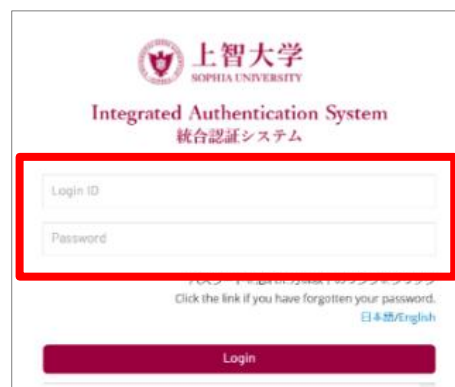 上智大学
SOPHIA UNIVERSITY
Integrated Authentication System
統合認証システム
Login ID
Password
Click the link if you have forgotten your password.
日本語/English
Login